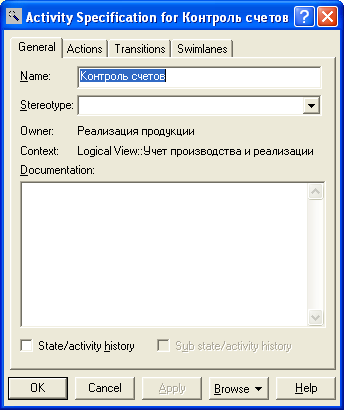 Activity Specification for Контроль счетов
General Actions Transitions Swimlanes
Name: Контроль счетов
Stereotype:
Owner: Реализация продукции
Context: Logical View::Учет производства и реализации
Documentation:
State/activity history Sub state/activity history
OK Cancel Apply Browse Help